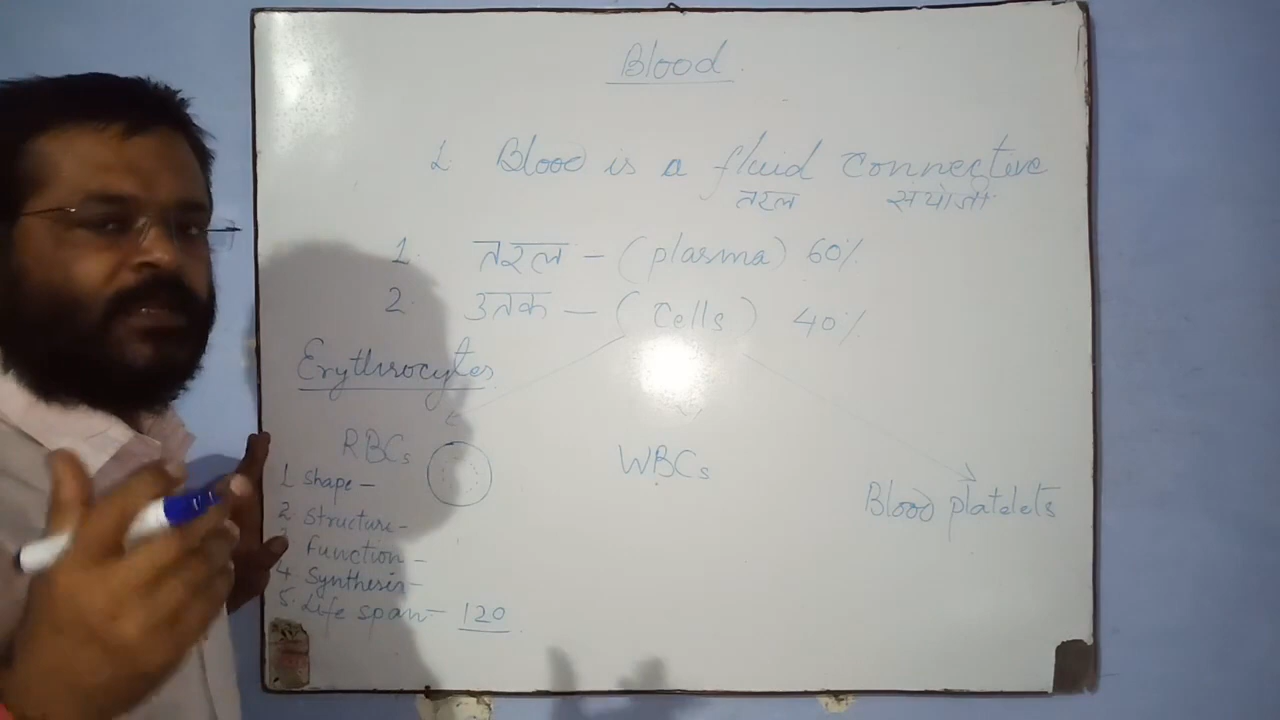 Blood
1. Blood is a fluid connective
तरल संयोजी
1. तरल – (plasma) 60%
2. उतक – (Cells) 40%
Erythrocytes
RBCs
WBCs
Blood platelets
1 shape –
2 Structure –
3 Function –
4 Synthesis –
5. Life span – 120